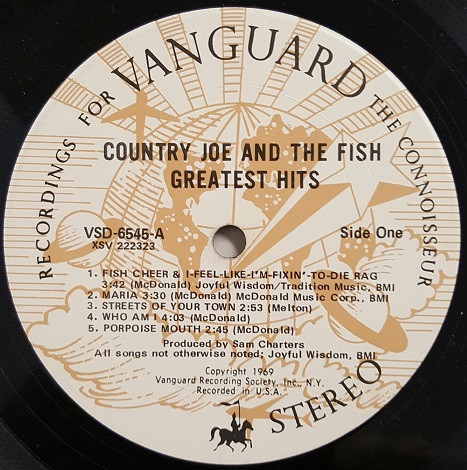 RECORDINGS FOR VANGUARD THE CONNOISSEUR
COUNTRY JOE AND THE FISH
GREATEST HITS
VSD-6545-A
XSV 222323
Side One
1. FISH CHEER & I-FEEL-LIKE-I'M-FIXIN'-TO-DIE RAG
3:42 (McDonald) Joyful Wisdom/Tradition Music, BMI
2. MARIA 3:30 (McDonald) McDonald Music Corp., BMI
3. STREETS OF YOUR TOWN 2:53 (Melton)
4. WHO AM I 4:03 (McDonald)
5. PORPOISE MOUTH 2:45 (McDonald)
Produced by Sam Charters
All songs not otherwise noted; Joyful Wisdom, BMI
Copyright 1969
Vanguard Recording Society, Inc., N.Y.
Recorded in U.S.A.
STEREO